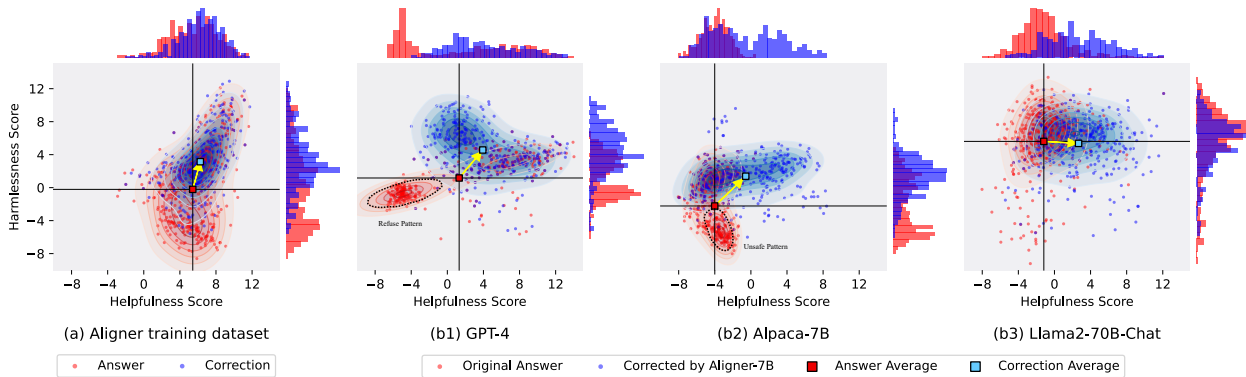 Harmlessness Score
12
8
4
0
−4
−8
Refuse Pattern
Unsafe Pattern
−8 −4 0 4 8 12
−8 −4 0 4 8 12
−8 −4 0 4 8 12
−8 −4 0 4 8 12
Helpfulness Score
Helpfulness Score
Helpfulness Score
Helpfulness Score
(a) Aligner training dataset
(b1) GPT-4
(b2) Alpaca-7B
(b3) Llama2-70B-Chat
Answer Correction
Original Answer Corrected by Aligner-7B Answer Average Correction Average